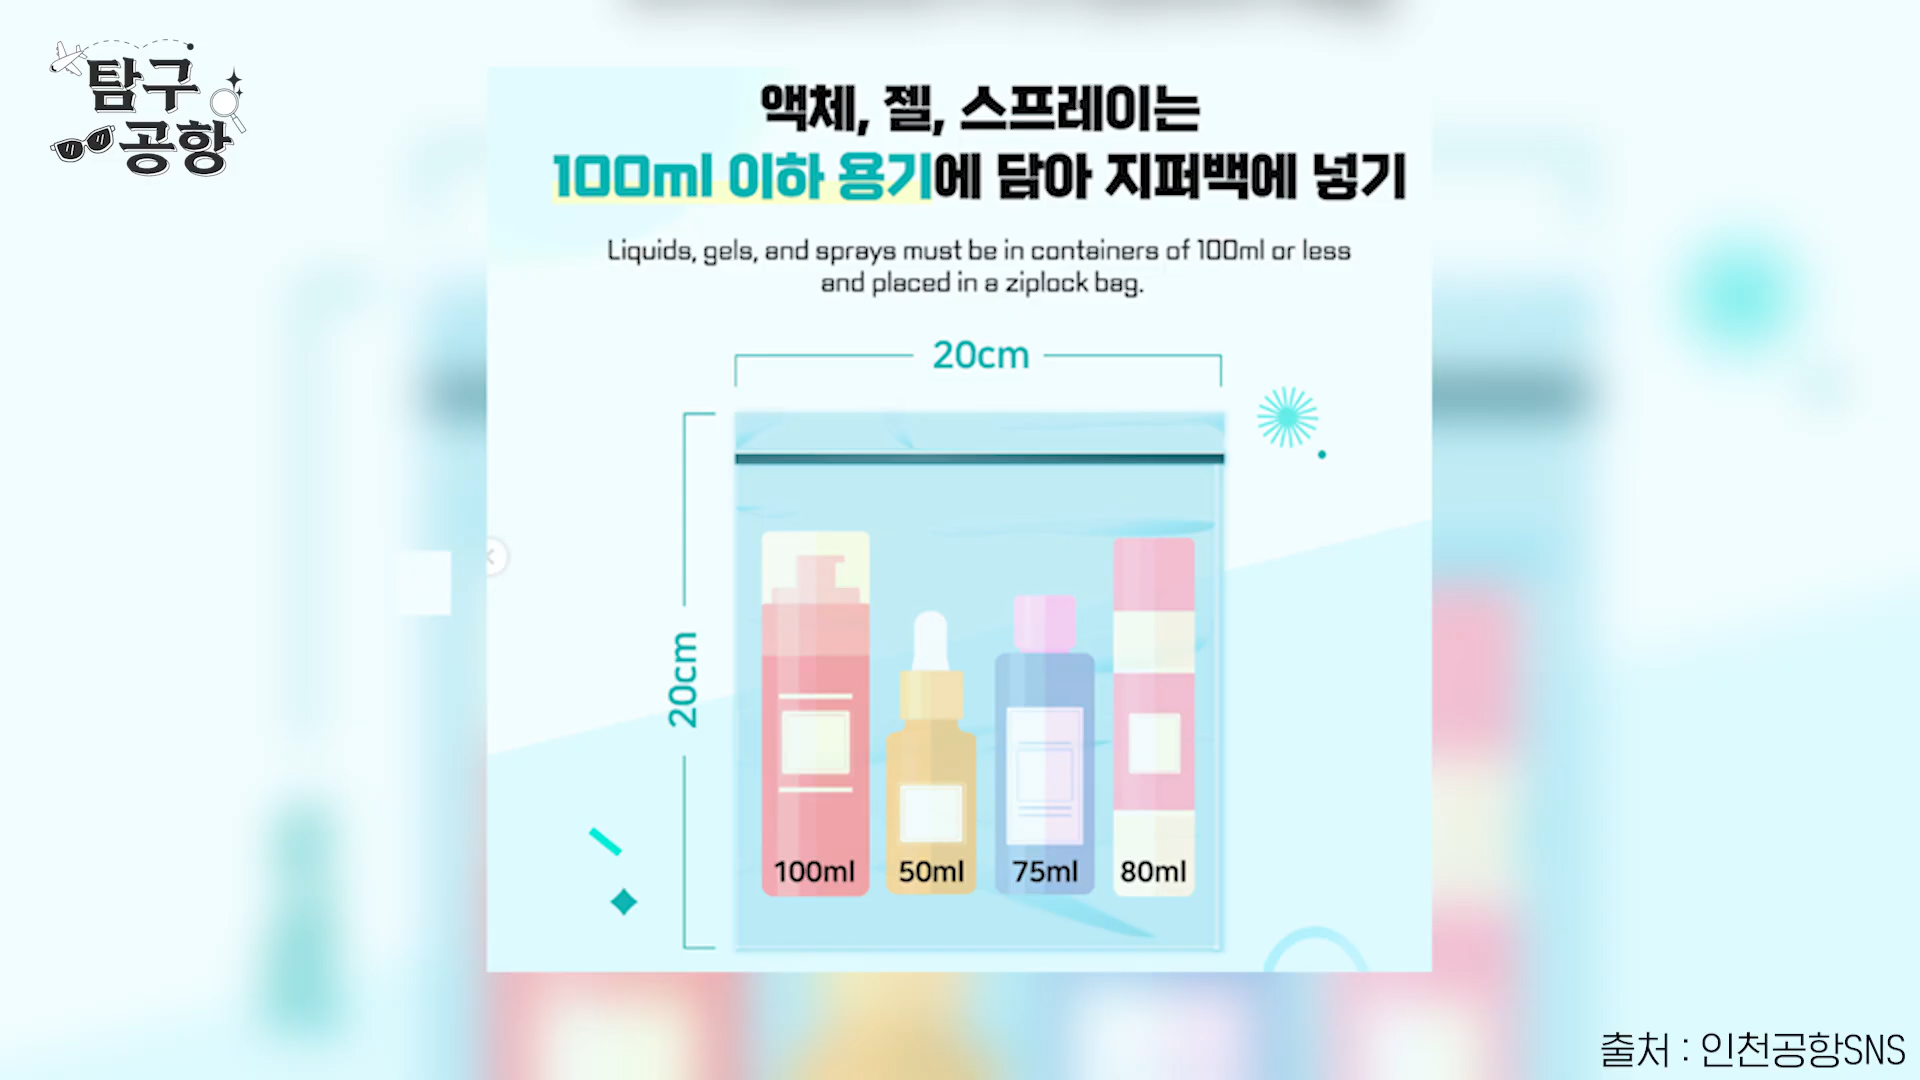 탐구
공항
액체, 젤, 스프레이는
100ml 이하 용기에 담아 지퍼백에 넣기
Liquids, gels, and sprays must be in containers of 100ml or less
and placed in a ziplock bag.
20cm
20cm
100ml
50ml
75ml
80ml
출처 : 인천공항SNS